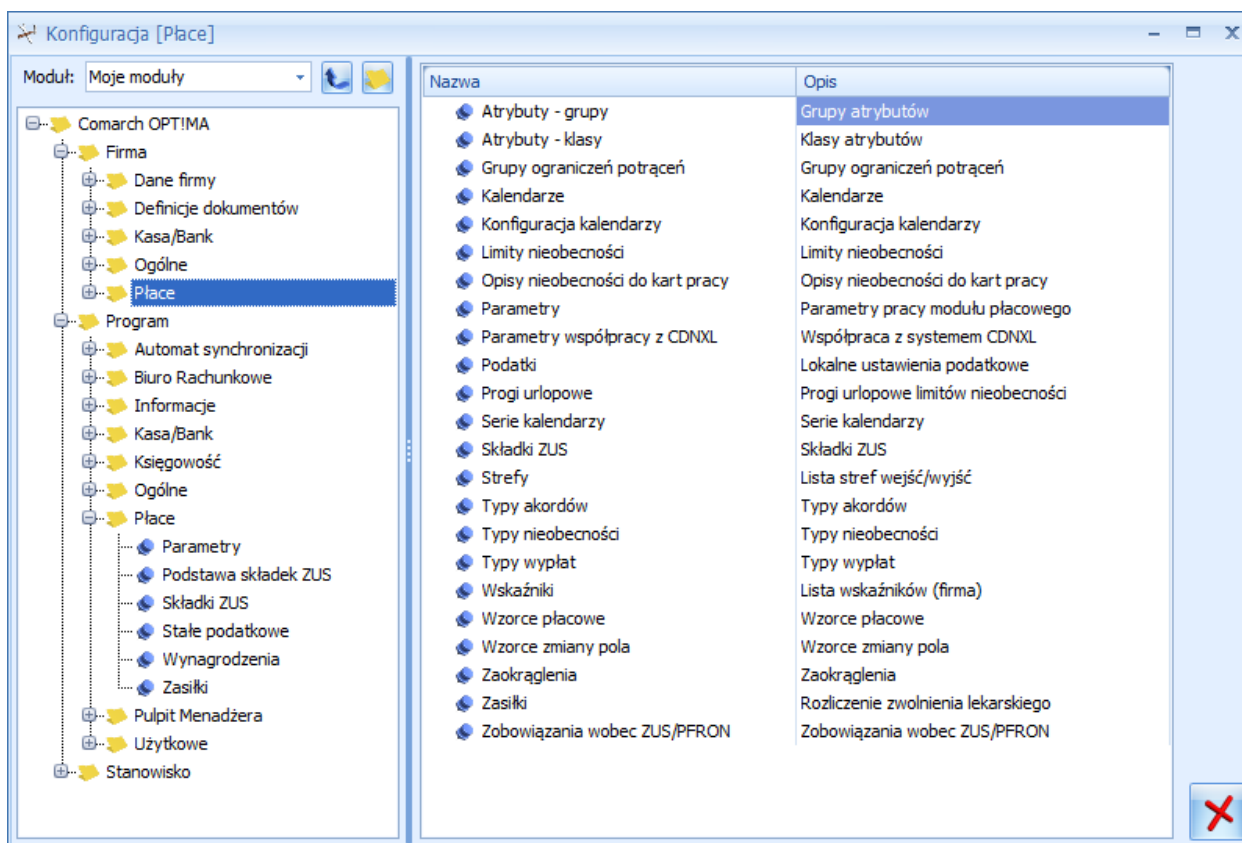 Konfiguracja [Płace]
Moduł: Moje moduły
Comarch OPT!MA
Firma
Dane firmy
Definicje dokumentów
Kasa/Bank
Ogólne
Płace
Program
Automat synchronizacji
Biuro Rachunkowe
Informacje
Kasa/Bank
Księgowość
Ogólne
Płace
Parametry
Podstawa składek ZUS
Składki ZUS
Stałe podatkowe
Wynagrodzenia
Zasiłki
Pulpit Menadżera
Użytkowe
Stanowisko
Nazwa Opis
Atrybuty - grupy Grupy atrybutów
Atrybuty - klasy Klasy atrybutów
Grupy ograniczeń potrąceń Grupy ograniczeń potrąceń
Kalendarze Kalendarze
Konfiguracja kalendarzy Konfiguracja kalendarzy
Limity nieobecności Limity nieobecności
Opisy nieobecności do kart pracy Opisy nieobecności do kart pracy
Parametry Parametry pracy modułu płacowego
Parametry współpracy z CDNXL Współpraca z systemem CDNXL
Podatki Lokalne ustawienia podatkowe
Progi urlopowe Progi urlopowe limitów nieobecności
Serie kalendarzy Serie kalendarzy
Składki ZUS Składki ZUS
Strefy Lista stref wejść/wyjść
Typy akordów Typy akordów
Typy nieobecności Typy nieobecności
Typy wypłat Typy wypłat
Wskaźniki Lista wskaźników (firma)
Wzorce płacowe Wzorce płacowe
Wzorce zmiany pola Wzorce zmiany pola
Zaokrąglenia Zaokrąglenia
Zasiłki Rozliczenie zwolnienia lekarskiego
Zobowiązania wobec ZUS/PFRON Zobowiązania wobec ZUS/PFRON